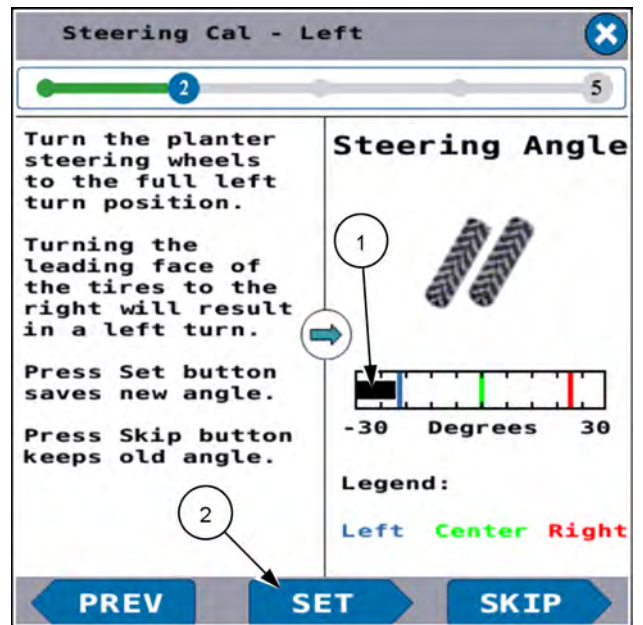 Steering Cal - Left
2
5
Turn the planter
steering wheels
to the full left
turn position.
Turning the
leading face of
the tires to the
right will result
in a left turn.
Press Set button
saves new angle.
Press Skip button
keeps old angle.
Steering Angle
1
-30 Degrees 30
Legend:
Left Center Right
2
PREV SET SKIP